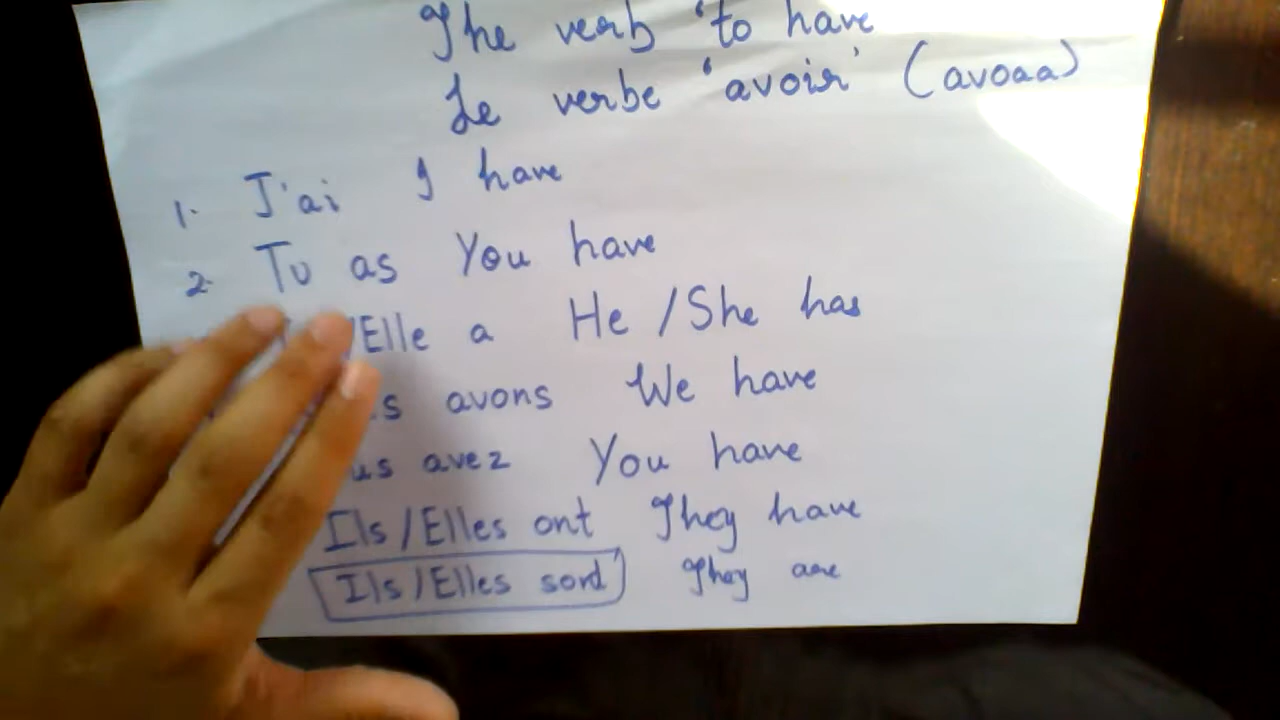 The verb 'to have
Le verbe 'avoir' (avoaa)
1. J'ai I have
2. Tu as You have
/Elle a He /She has
s avons We have
us avez You have
Ils /Elles ont They have
Ils /Elles sont They are